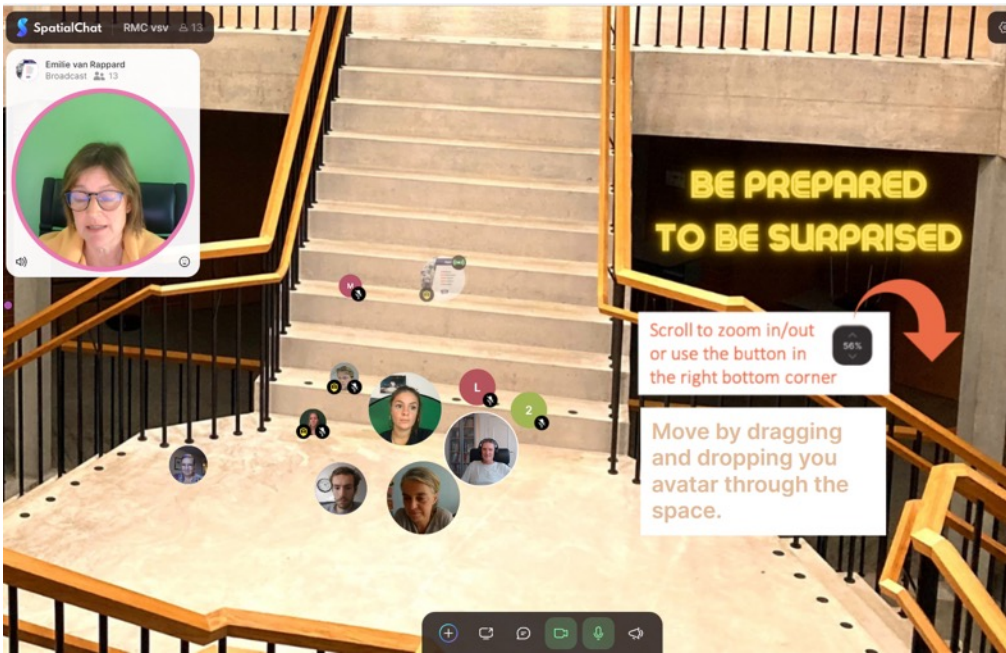 SpatialChat RMC vsv 13
Emilie van Rappard
Broadcast 13
BE PREPARED
TO BE SURPRISED
Scroll to zoom in/out
or use the button in
the right bottom corner
56%
Move by dragging
and dropping you
avatar through the
space.
M
L
2